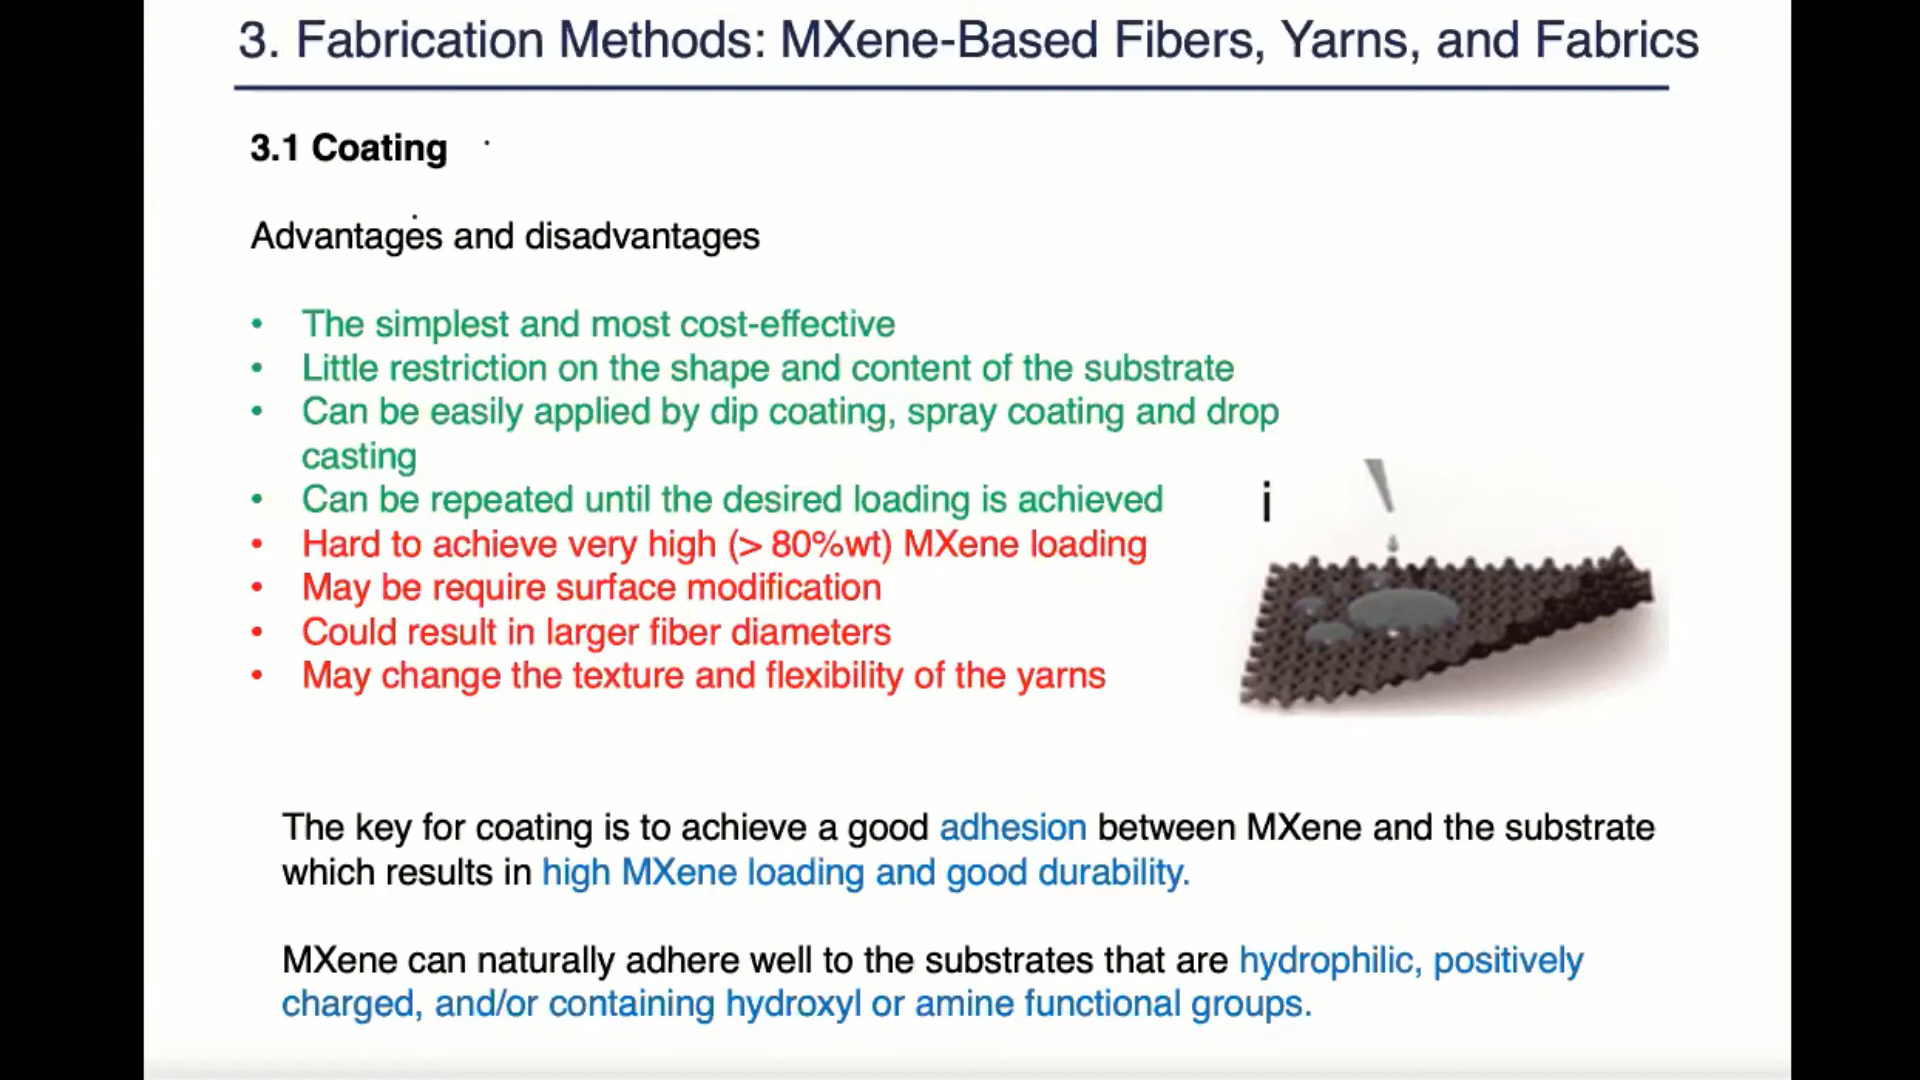 3. Fabrication Methods: MXene-Based Fibers, Yarns, and Fabrics
3.1 Coating
Advantages and disadvantages
• The simplest and most cost-effective
• Little restriction on the shape and content of the substrate
• Can be easily applied by dip coating, spray coating and drop
casting
• Can be repeated until the desired loading is achieved
• Hard to achieve very high (> 80%wt) MXene loading
• May be require surface modification
• Could result in larger fiber diameters
• May change the texture and flexibility of the yarns
i
The key for coating is to achieve a good adhesion between MXene and the substrate
which results in high MXene loading and good durability.
MXene can naturally adhere well to the substrates that are hydrophilic, positively
charged, and/or containing hydroxyl or amine functional groups.